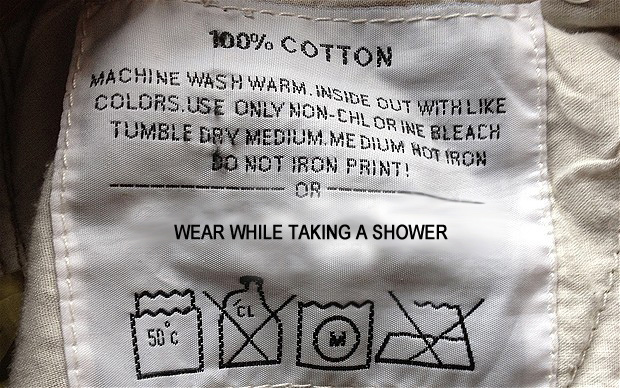 100% COTTON
MACHINE WASH WARM. INSIDE OUT WITH LIKE
COLORS. USE ONLY NON-CHLORINE BLEACH
TUMBLE DRY MEDIUM. MEDIUM HOT IRON
DO NOT IRON PRINT!
OR
WEAR WHILE TAKING A SHOWER
50°C CL M